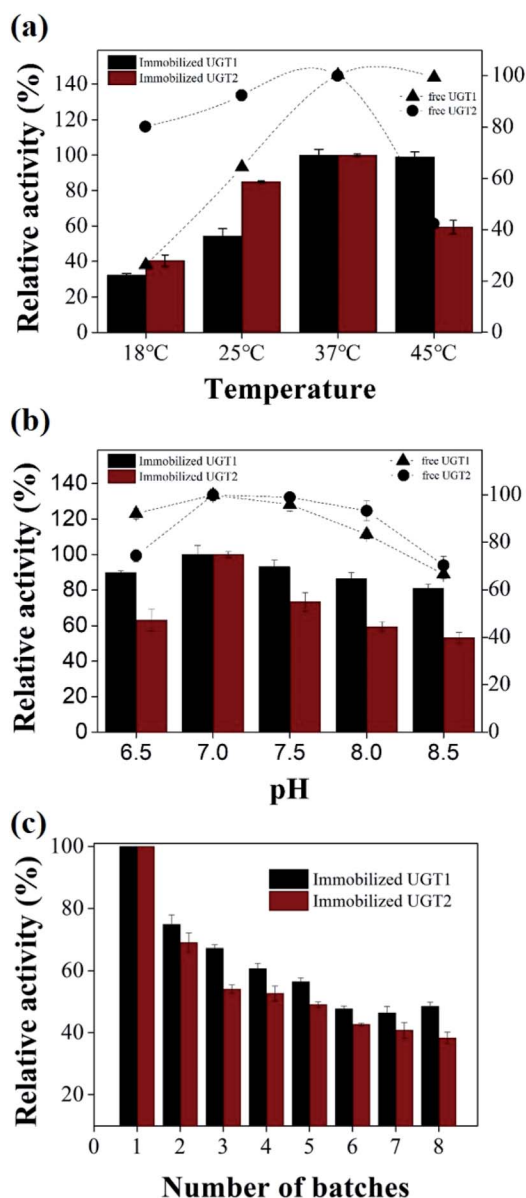 (a)
Immobilized UGT1
Immobilized UGT2
free UGT1
free UGT2
140
120
100
80
60
40
20
0
100
80
60
40
20
0
Relative activity (%)
18°C 25°C 37°C 45°C
Temperature
(b)
Immobilized UGT1
Immobilized UGT2
free UGT1
free UGT2
140
120
100
80
60
40
20
0
100
80
60
40
20
0
Relative activity (%)
6.5 7.0 7.5 8.0 8.5
pH
(c)
Immobilized UGT1
Immobilized UGT2
100
80
60
40
20
Relative activity (%)
0 1 2 3 4 5 6 7 8
Number of batches